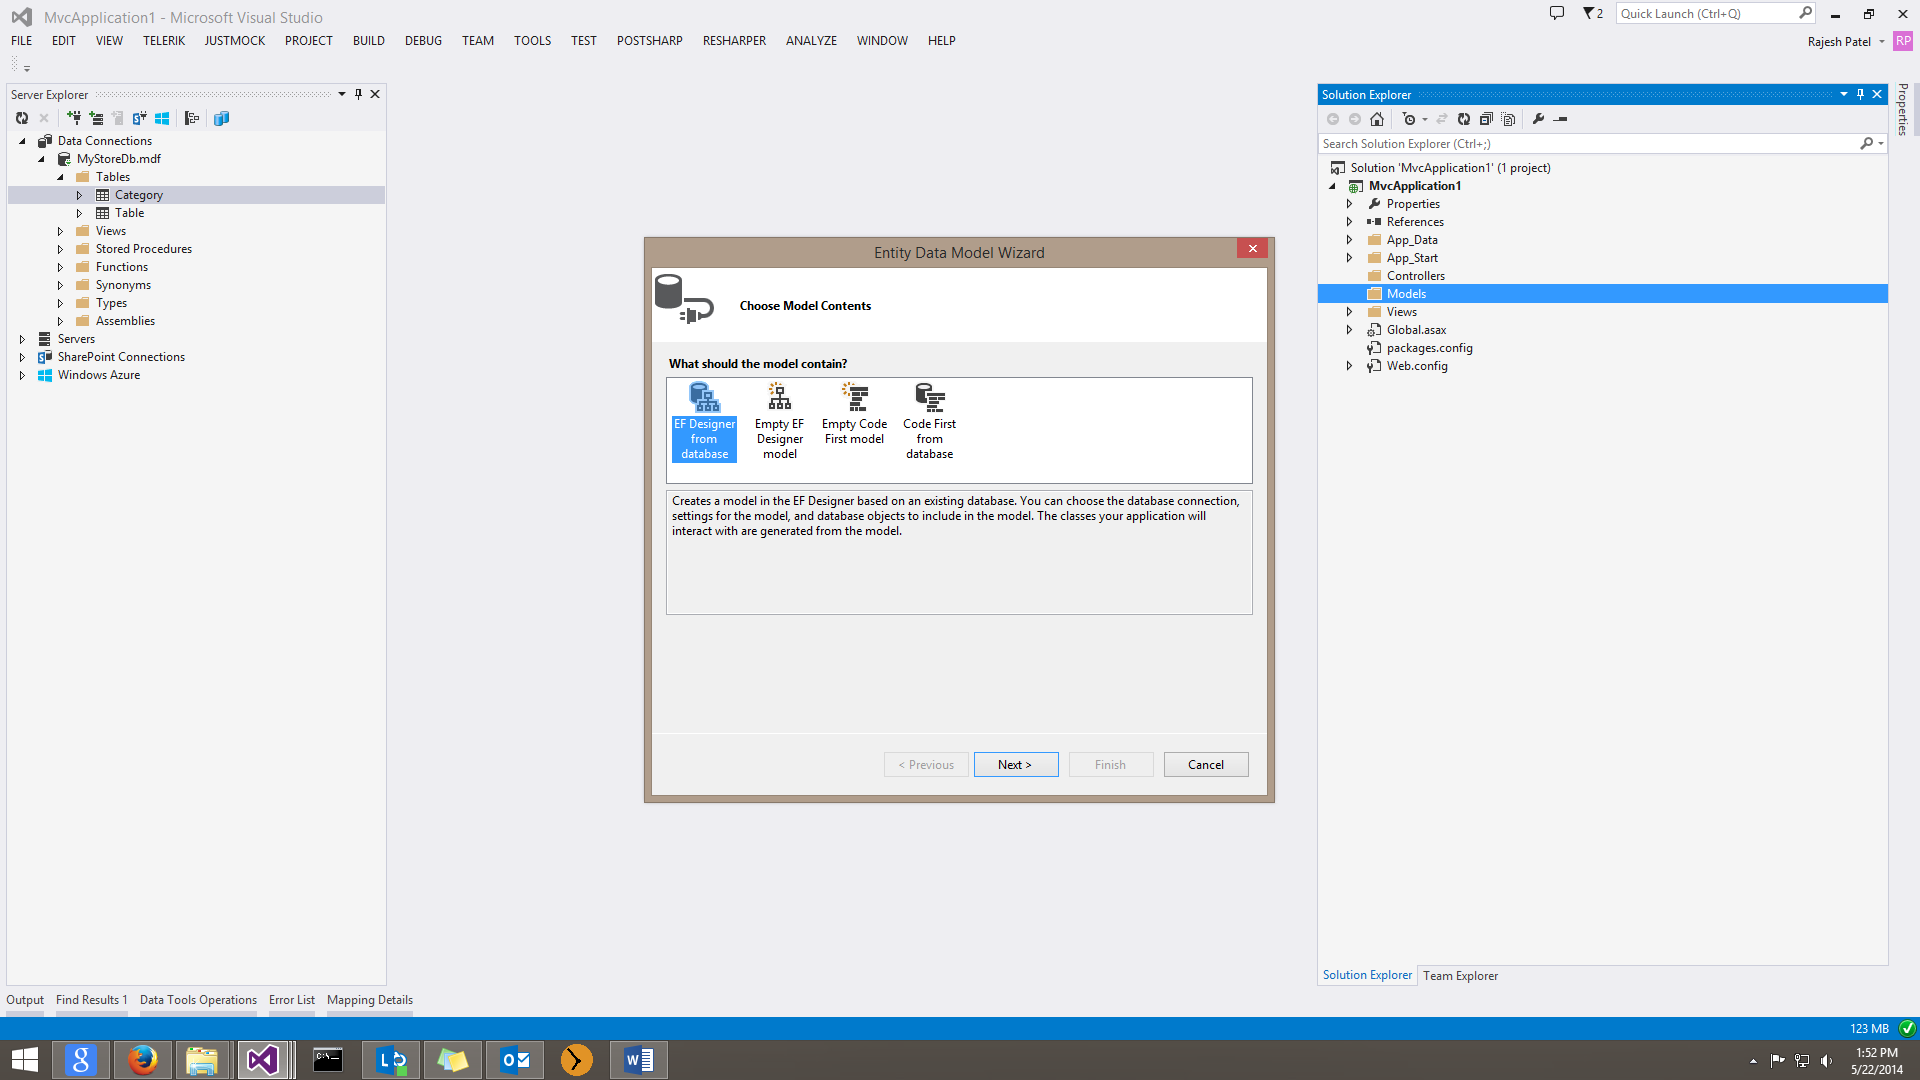 MvcApplication1 - Microsoft Visual Studio
2
Quick Launch (Ctrl+Q)
FILE EDIT VIEW TELERIK JUSTMOCK PROJECT BUILD DEBUG TEAM TOOLS TEST POSTSHARP RESHARPER ANALYZE WINDOW HELP
Rajesh Patel
RP
Server Explorer
Data Connections
MyStoreDb.mdf
Tables
Category
Table
Views
Stored Procedures
Functions
Synonyms
Types
Assemblies
Servers
SharePoint Connections
Windows Azure
Entity Data Model Wizard
Choose Model Contents
What should the model contain?
EF Designer
from
database
Empty EF
Designer
model
Empty Code
First model
Code First
from
database
Creates a model in the EF Designer based on an existing database. You can choose the database connection,
settings for the model, and database objects to include in the model. The classes your application will
interact with are generated from the model.
< Previous
Next >
Finish
Cancel
Solution Explorer
Search Solution Explorer (Ctrl+;)
Solution 'MvcApplication1' (1 project)
MvcApplication1
Properties
References
App_Data
App_Start
Controllers
Models
Views
Global.asax
packages.config
Web.config
Solution Explorer
Team Explorer
Properties
Output
Find Results 1
Data Tools Operations
Error List
Mapping Details
123 MB
1:52 PM
5/22/2014